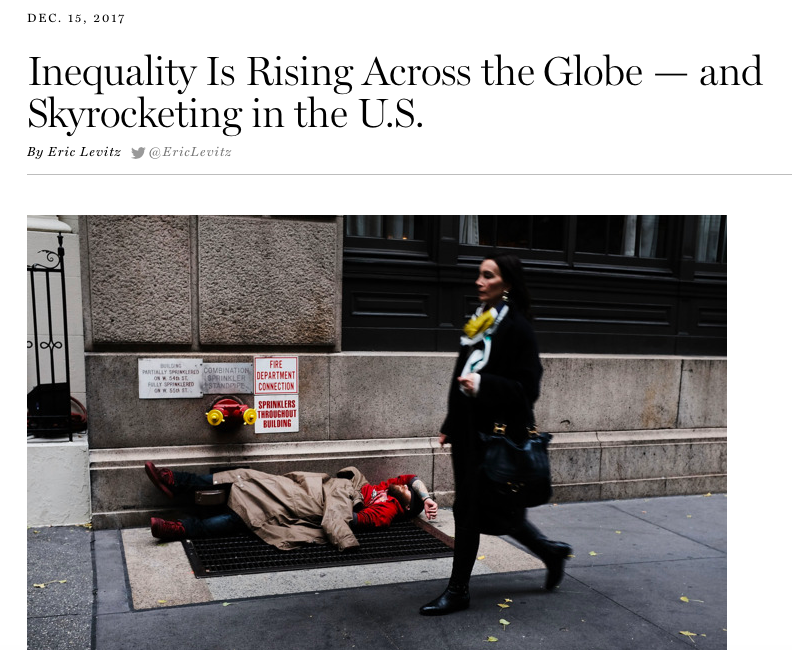 DEC. 15, 2017
Inequality Is Rising Across the Globe — and
Skyrocketing in the U.S.
By Eric Levitz @EricLevitz
BUILDING
PARTIALLY SPRINKLERED
ON W. 54th ST.
FULLY SPRINKLERED
ON W. 55th ST.
COMBINATION
SPRINKLER
STANDPIPE
FIRE
DEPARTMENT
CONNECTION
SPRINKLERS
THROUGHOUT
BUILDING